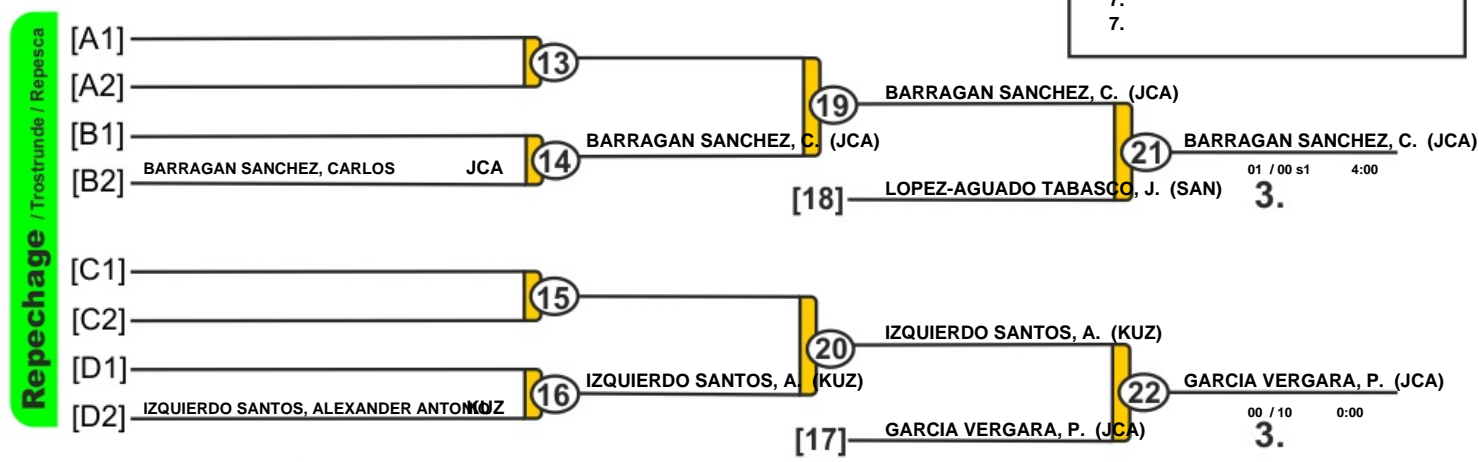 7.
7.
Repechage / Trostrunde / Repesca
[A1]
13
[A2]
19
BARRAGAN SANCHEZ, C. (JCA)
[B1]
BARRAGAN SANCHEZ, C. (JCA)
21
BARRAGAN SANCHEZ, C. (JCA)
14
BARRAGAN SANCHEZ, CARLOS JCA
01 / 00 s1 4:00
[B2]
[18]
LOPEZ-AGUADO TABASCO, J. (SAN)
3.
[C1]
15
[C2]
IZQUIERDO SANTOS, A. (KUZ)
20
[D1]
IZQUIERDO SANTOS, A. (KUZ)
22
GARCIA VERGARA, P. (JCA)
16
[D2]
IZQUIERDO SANTOS, ALEXANDER ANTONIO KUZ
00 / 10 0:00
[17]
GARCIA VERGARA, P. (JCA)
3.